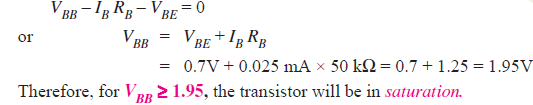 V_BB – I_B R_B – V_BE = 0
or V_BB = V_BE + I_B R_B
= 0.7V + 0.025 mA × 50 kΩ = 0.7 + 1.25 = 1.95V
Therefore, for V_BB ≥ 1.95, the transistor will be in saturation.